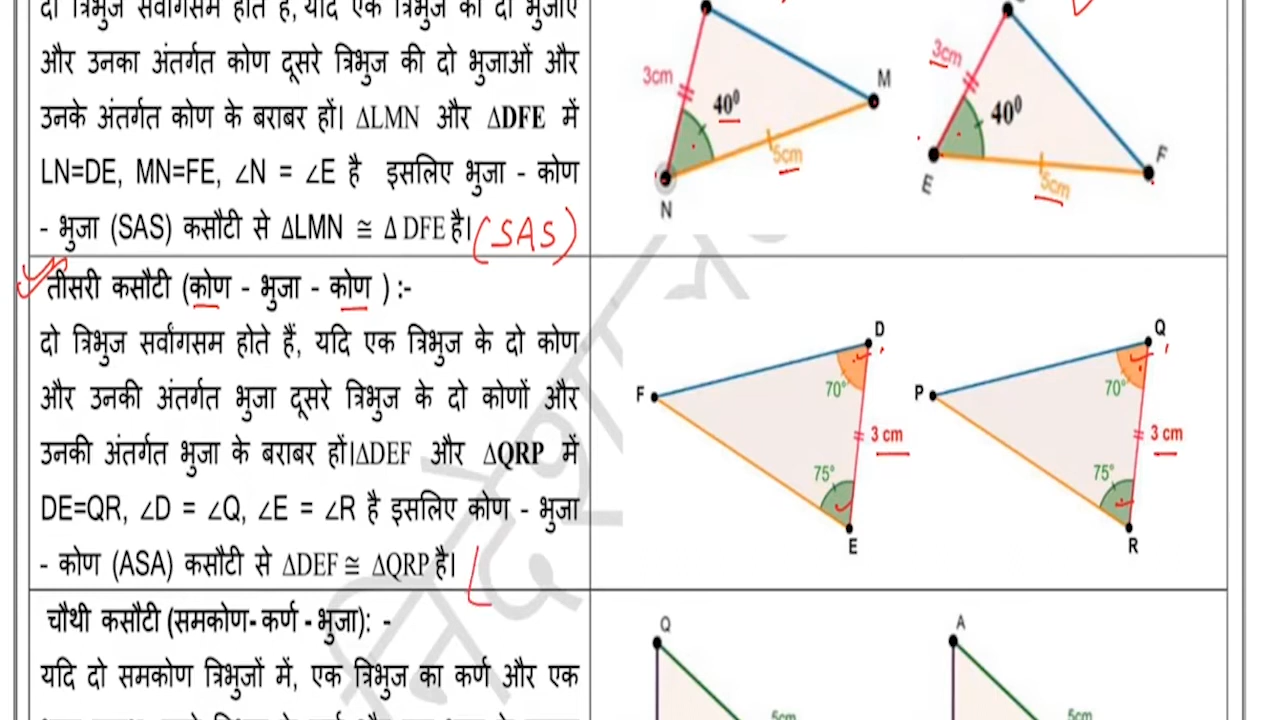 दो त्रिभुज सर्वांगसम होते हैं, यदि एक त्रिभुज की दो भुजाएं
और उनका अंतर्गत कोण दूसरे त्रिभुज की दो भुजाओं और
उनके अंतर्गत कोण के बराबर हों। ΔLMN और ΔDFE में
LN=DE, MN=FE, ∠N = ∠E है इसलिए भुजा - कोण
- भुजा (SAS) कसौटी से ΔLMN ≅ Δ DFE है। (SAS)
3cm
40⁰
M
5cm
N
3cm
40⁰
F
5cm
E
तीसरी कसौटी (कोण - भुजा - कोण ) :-
दो त्रिभुज सर्वांगसम होते हैं, यदि एक त्रिभुज के दो कोण
और उनकी अंतर्गत भुजा दूसरे त्रिभुज के दो कोणों और
उनकी अंतर्गत भुजा के बराबर हों।ΔDEF और ΔQRP में
DE=QR, ∠D = ∠Q, ∠E = ∠R है इसलिए कोण - भुजा
- कोण (ASA) कसौटी से ΔDEF ≅ ΔQRP है।
D
F
70°
3 cm
75°
E
Q
P
70°
3 cm
75°
R
निदेशाल
चौथी कसौटी (समकोण- कर्ण - भुजा): -
यदि दो समकोण त्रिभुजों में, एक त्रिभुज का कर्ण और एक
Q
5cm
A
5cm